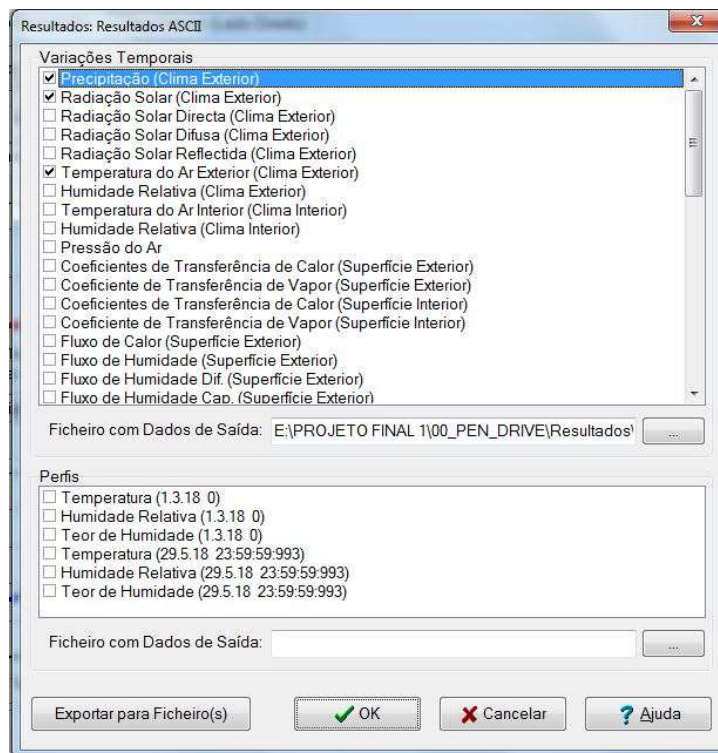 Resultados: Resultados ASCII
Variações Temporais
Precipitação (Clima Exterior)
Radiação Solar (Clima Exterior)
Radiação Solar Directa (Clima Exterior)
Radiação Solar Difusa (Clima Exterior)
Radiação Solar Reflectida (Clima Exterior)
Temperatura do Ar Exterior (Clima Exterior)
Humidade Relativa (Clima Exterior)
Temperatura do Ar Interior (Clima Interior)
Humidade Relativa (Clima Interior)
Pressão do Ar
Coeficientes de Transferência de Calor (Superfície Exterior)
Coeficiente de Transferência de Vapor (Superfície Exterior)
Coeficientes de Transferência de Calor (Superfície Interior)
Coeficiente de Transferência de Vapor (Superfície Interior)
Fluxo de Calor (Superfície Exterior)
Fluxo de Humidade (Superfície Exterior)
Fluxo de Humidade Dif. (Superfície Exterior)
Fluxo de Humidade Cap. (Superfície Exterior)
Ficheiro com Dados de Saída: E:\PROJETO FINAL 1\00_PEN_DRIVE\Resultados\ ...
Perfis
Temperatura (1.3.18 0)
Humidade Relativa (1.3.18 0)
Teor de Humidade (1.3.18 0)
Temperatura (29.5.18 23:59:59:993)
Humidade Relativa (29.5.18 23:59:59:993)
Teor de Humidade (29.5.18 23:59:59:993)
Ficheiro com Dados de Saída: ...
Exportar para Ficheiro(s) OK Cancelar ? Ajuda